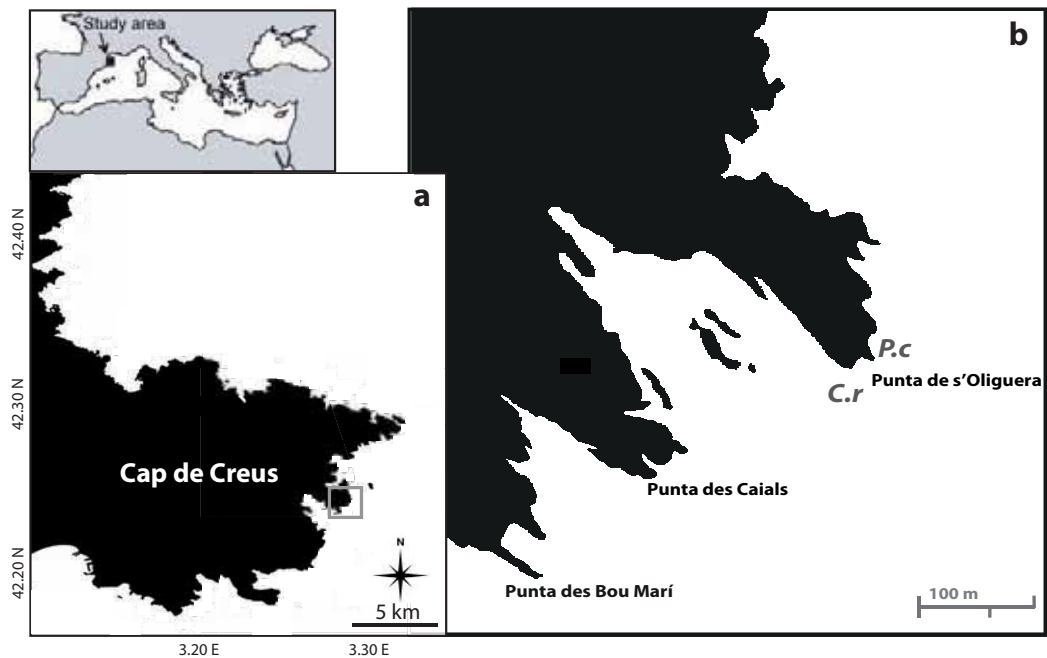 Study area
b
a
42.40 N
42.30 N
42.20 N
P.c
Punta de s'Oliguera
C.r
Cap de Creus
Punta des Caials
N
Punta des Bou Marí
100 m
5 km
3.20 E
3.30 E